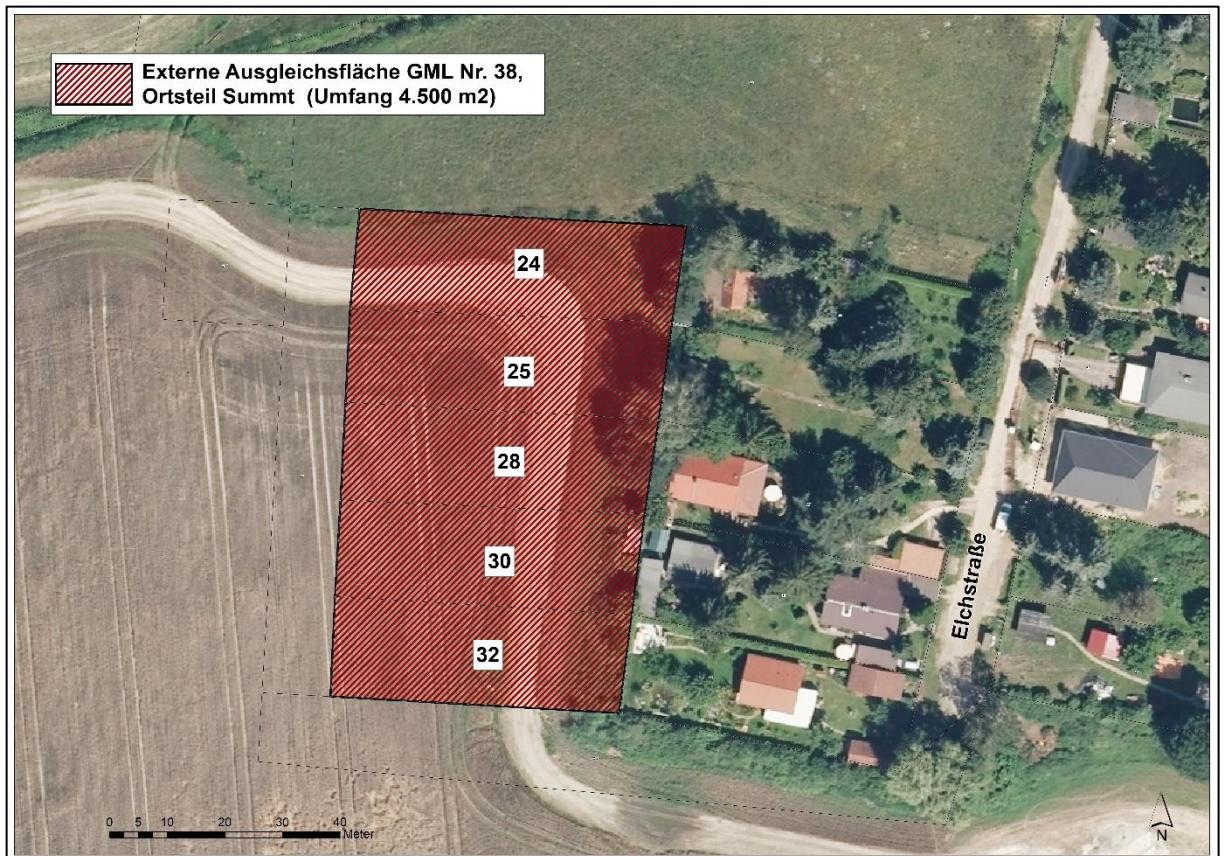 Externe Ausgleichsfläche GML Nr. 38,
Ortsteil Summt (Umfang 4.500 m2)
24
25
28
30
32
Elchstraße
0 5 10 20 30 40
Meter
N